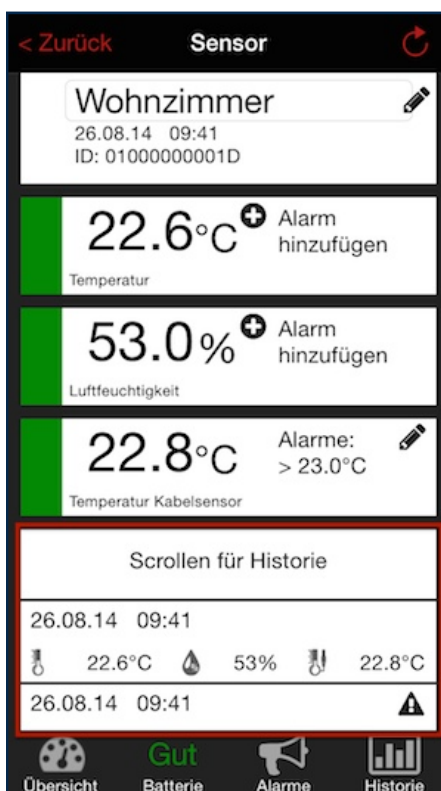 < Zurück Sensor
Wohnzimmer
26.08.14 09:41
ID: 01000000001D
22.6°C Alarm
hinzufügen
Temperatur
53.0% Alarm
hinzufügen
Luftfeuchtigkeit
22.8°C Alarme:
> 23.0°C
Temperatur Kabelsensor
Scrollen für Historie
26.08.14 09:41
22.6°C 53% 22.8°C
26.08.14 09:41
Gut
Übersicht Batterie Alarme Historie